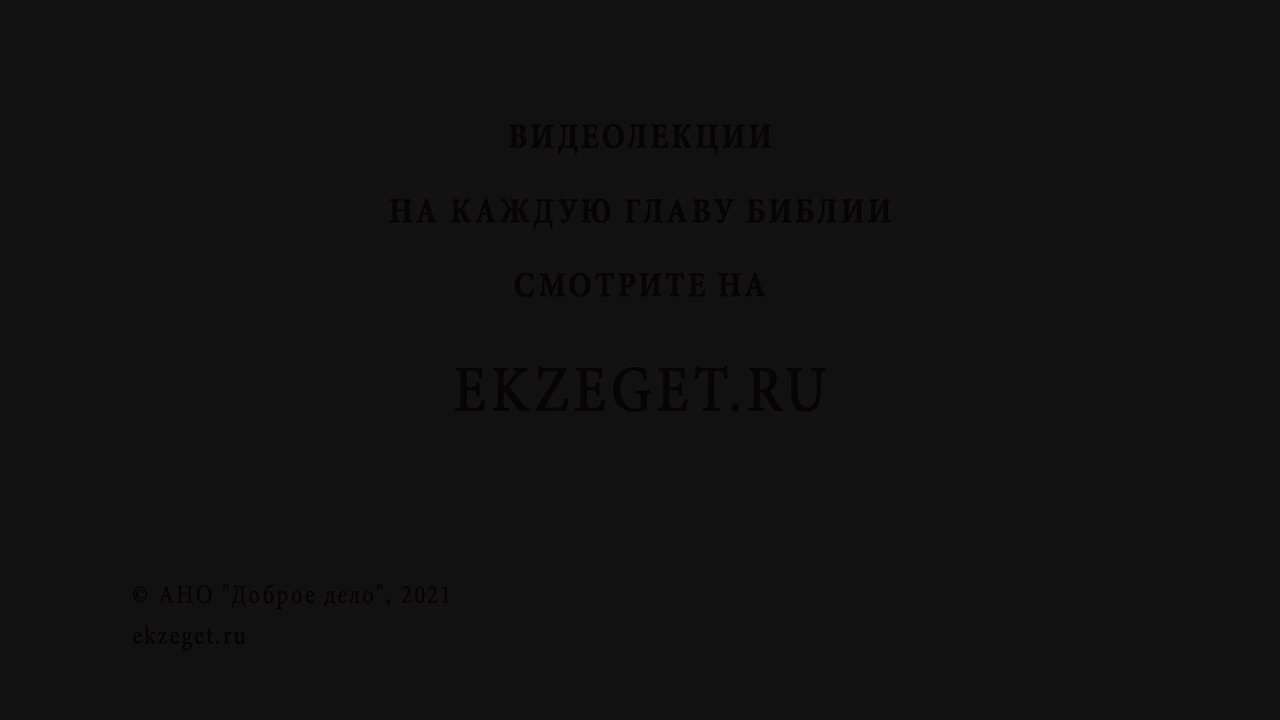 ВИДЕОЛЕКЦИИ
НА КАЖДУЮ ГЛАВУ БИБЛИИ
СМОТРИТЕ НА
EKZEGET.RU
© АНО "Доброе дело", 2021
ekzeget.ru